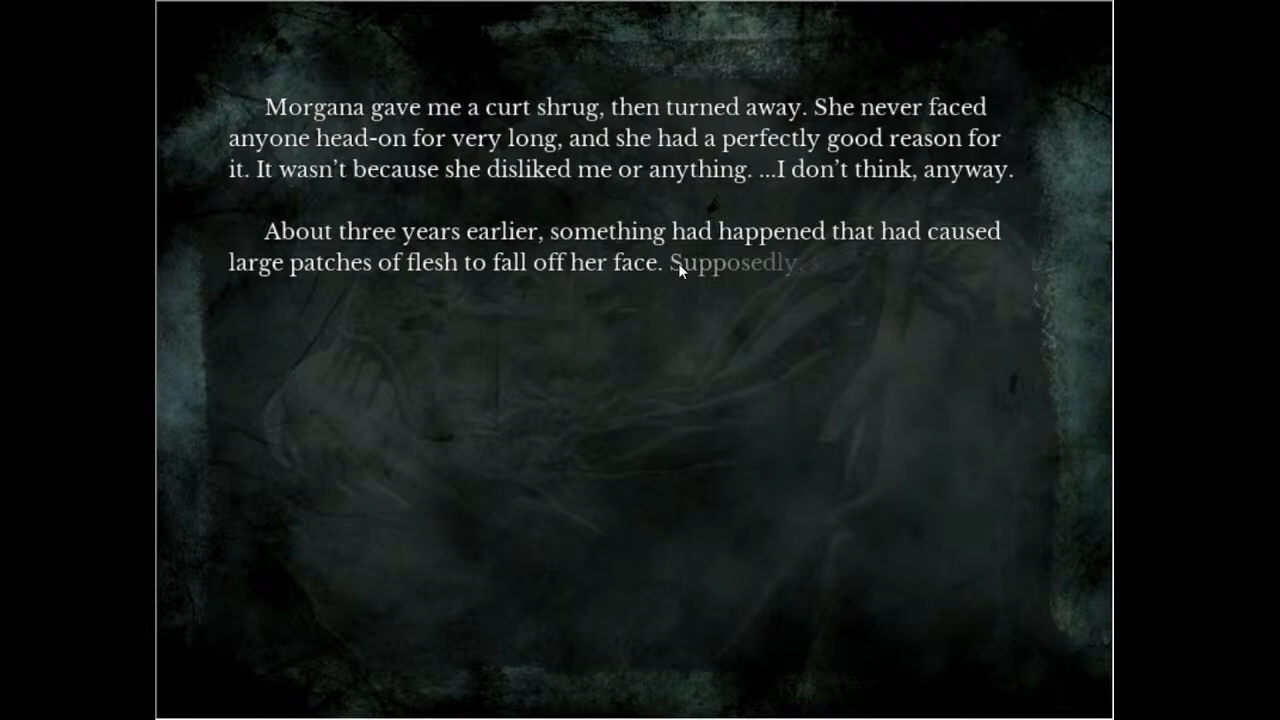 Morgana gave me a curt shrug, then turned away. She never faced
anyone head-on for very long, and she had a perfectly good reason for
it. It wasn’t because she disliked me or anything. ...I don’t think, anyway.
About three years earlier, something had happened that had caused
large patches of flesh to fall off her face. Supposedly,